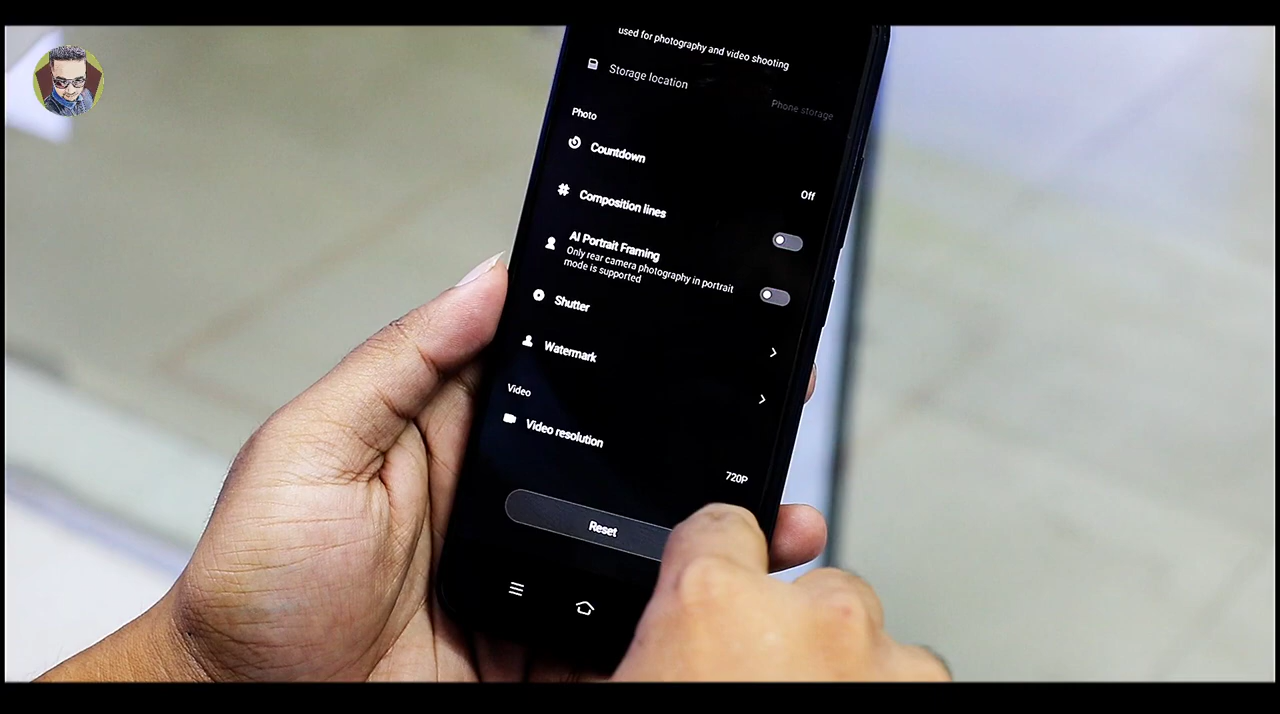 used for photography and video shooting
Storage location
Phone storage
Photo
Countdown
Off
Composition lines
AI Portrait Framing
Only rear camera photography in portrait
mode is supported
Shutter
Watermark
Video
Video resolution
720P
Reset